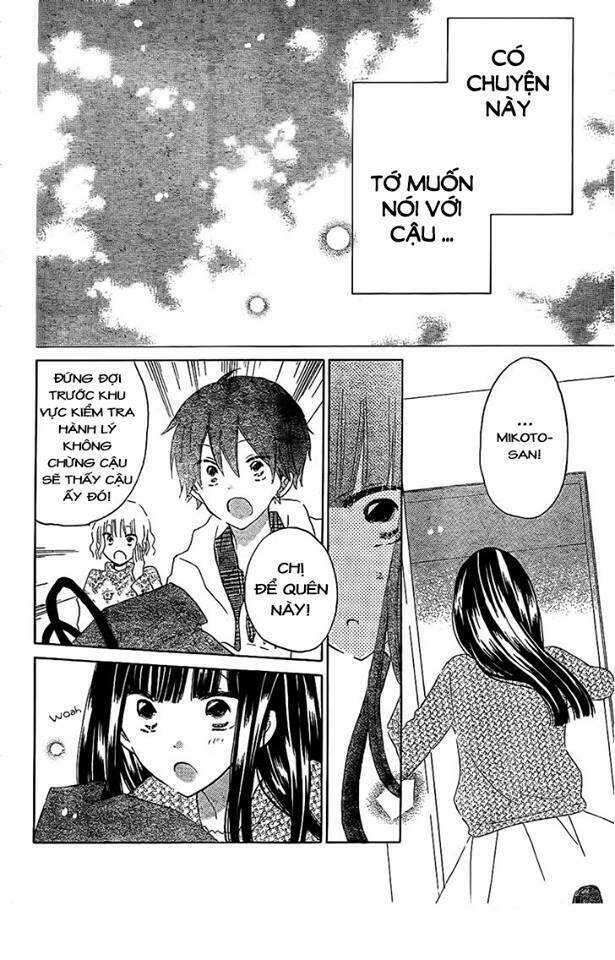 CÓ
CHUYỆN
NÀY
TỚ MUỐN
NÓI VỚI
CẬU ...
...
MIKOTO-
SAN!
ĐỨNG ĐỢI
TRƯỚC KHU
VỰC KIỂM TRA
HÀNH LÝ
KHÔNG
CHỪNG CẬU
SẼ THẤY CẬU
ẤY ĐÓ!
CHỊ
ĐỂ QUÊN
NÀY!
Woah